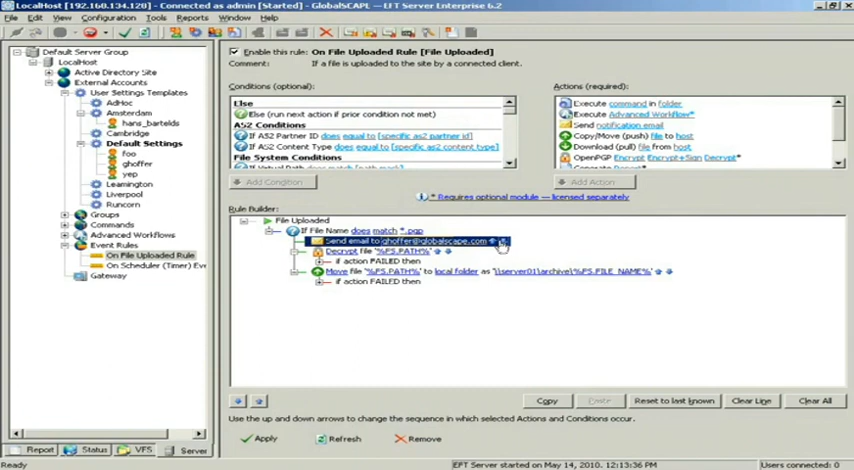 LocalHost [192.168.134.128] - Connected as admin [Started] - GlobalSCAPE - EFT Server Enterprise 6.2
File Edit View Configuration Tools Reports Window Help
Default Server Group
LocalHost
Active Directory Site
External Accounts
User Settings Templates
AdHoc
Amsterdam
hans_bartelds
Cambridge
Default Settings
foo
ghoffer
yep
Leamington
Liverpool
Runcorn
Groups
Commands
Advanced Workflows
Event Rules
On File Uploaded Rule
On Scheduler (Timer) Eve
Gateway
Report Status VFS Server
Enable this rule: On File Uploaded Rule [File Uploaded]
Comment: If a file is uploaded to the site by a connected client.
Conditions (optional):
Else
Else (run next action if prior condition not met)
AS2 Conditions
If AS2 Partner ID does equal to [specific as2 partner id]
If AS2 Content Type does equal to [specific as2 content type]
File System Conditions
Add Condition
Actions (required):
Execute command in folder
Execute Advanced Workflow*
Send notification email
Copy/Move (push) file to host
Download (pull) file from host
OpenPGP Encrypt Encrypt+Sign Decrypt*
Add Action
* Requires optional module – licensed separately
Rule Builder:
File Uploaded
If File Name does match *.pgp
Send email to ghoffer@globalscape.com
Decrypt file '%FS.PATH%'
if action FAILED then
Move file '%FS.PATH%' to local folder as '\\server01\archive\%FS.FILE_NAME%'
if action FAILED then
Copy Paste Reset to last known Clear Line Clear All
Use the up and down arrows to change the sequence in which selected Actions and Conditions occur.
Apply Refresh Remove
Ready EFT Server started on May 14, 2010. 12:13:36 PM Users connected: 0